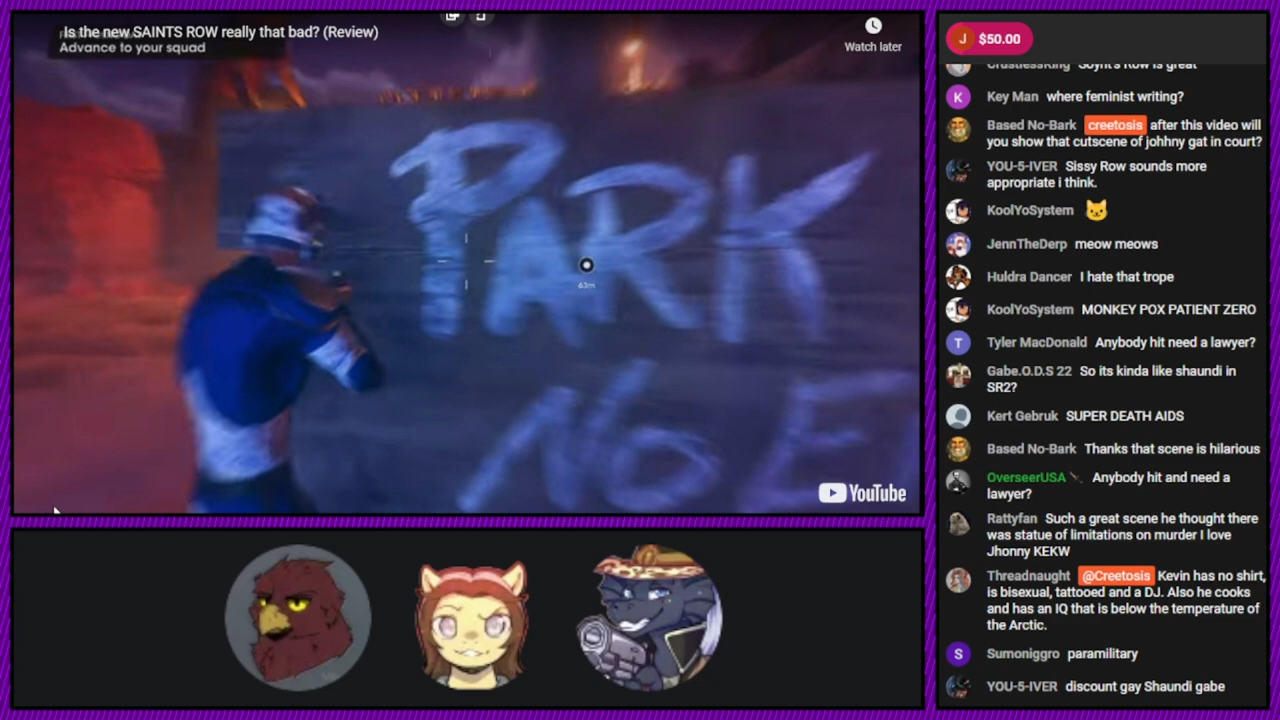 Is the new SAINTS ROW really that bad? (Review)
Advance to your squad
Watch later
PARK
No E
63m
YouTube
J $50.00
CrustlessKing Soynt's Row is great
K Key Man where feminist writing?
Based No-Bark creetosis after this video will
you show that cutscene of johhny gat in court?
YOU-5-IVER Sissy Row sounds more
appropriate i think.
KoolYoSystem
JennTheDerp meow meows
Huldra Dancer I hate that trope
KoolYoSystem MONKEY POX PATIENT ZERO
T Tyler MacDonald Anybody hit need a lawyer?
Gabe.O.D.S 22 So its kinda like shaundi in
SR2?
Kert Gebruk SUPER DEATH AIDS
Based No-Bark Thanks that scene is hilarious
OverseerUSA Anybody hit and need a
lawyer?
Rattyfan Such a great scene he thought there
was statue of limitations on murder I love
Jhonny KEKW
Threadnaught @Creetosis Kevin has no shirt,
is bisexual, tattooed and a DJ. Also he cooks
and has an IQ that is below the temperature of
the Arctic.
S Sumoniggro paramilitary
YOU-5-IVER discount gay Shaundi gabe